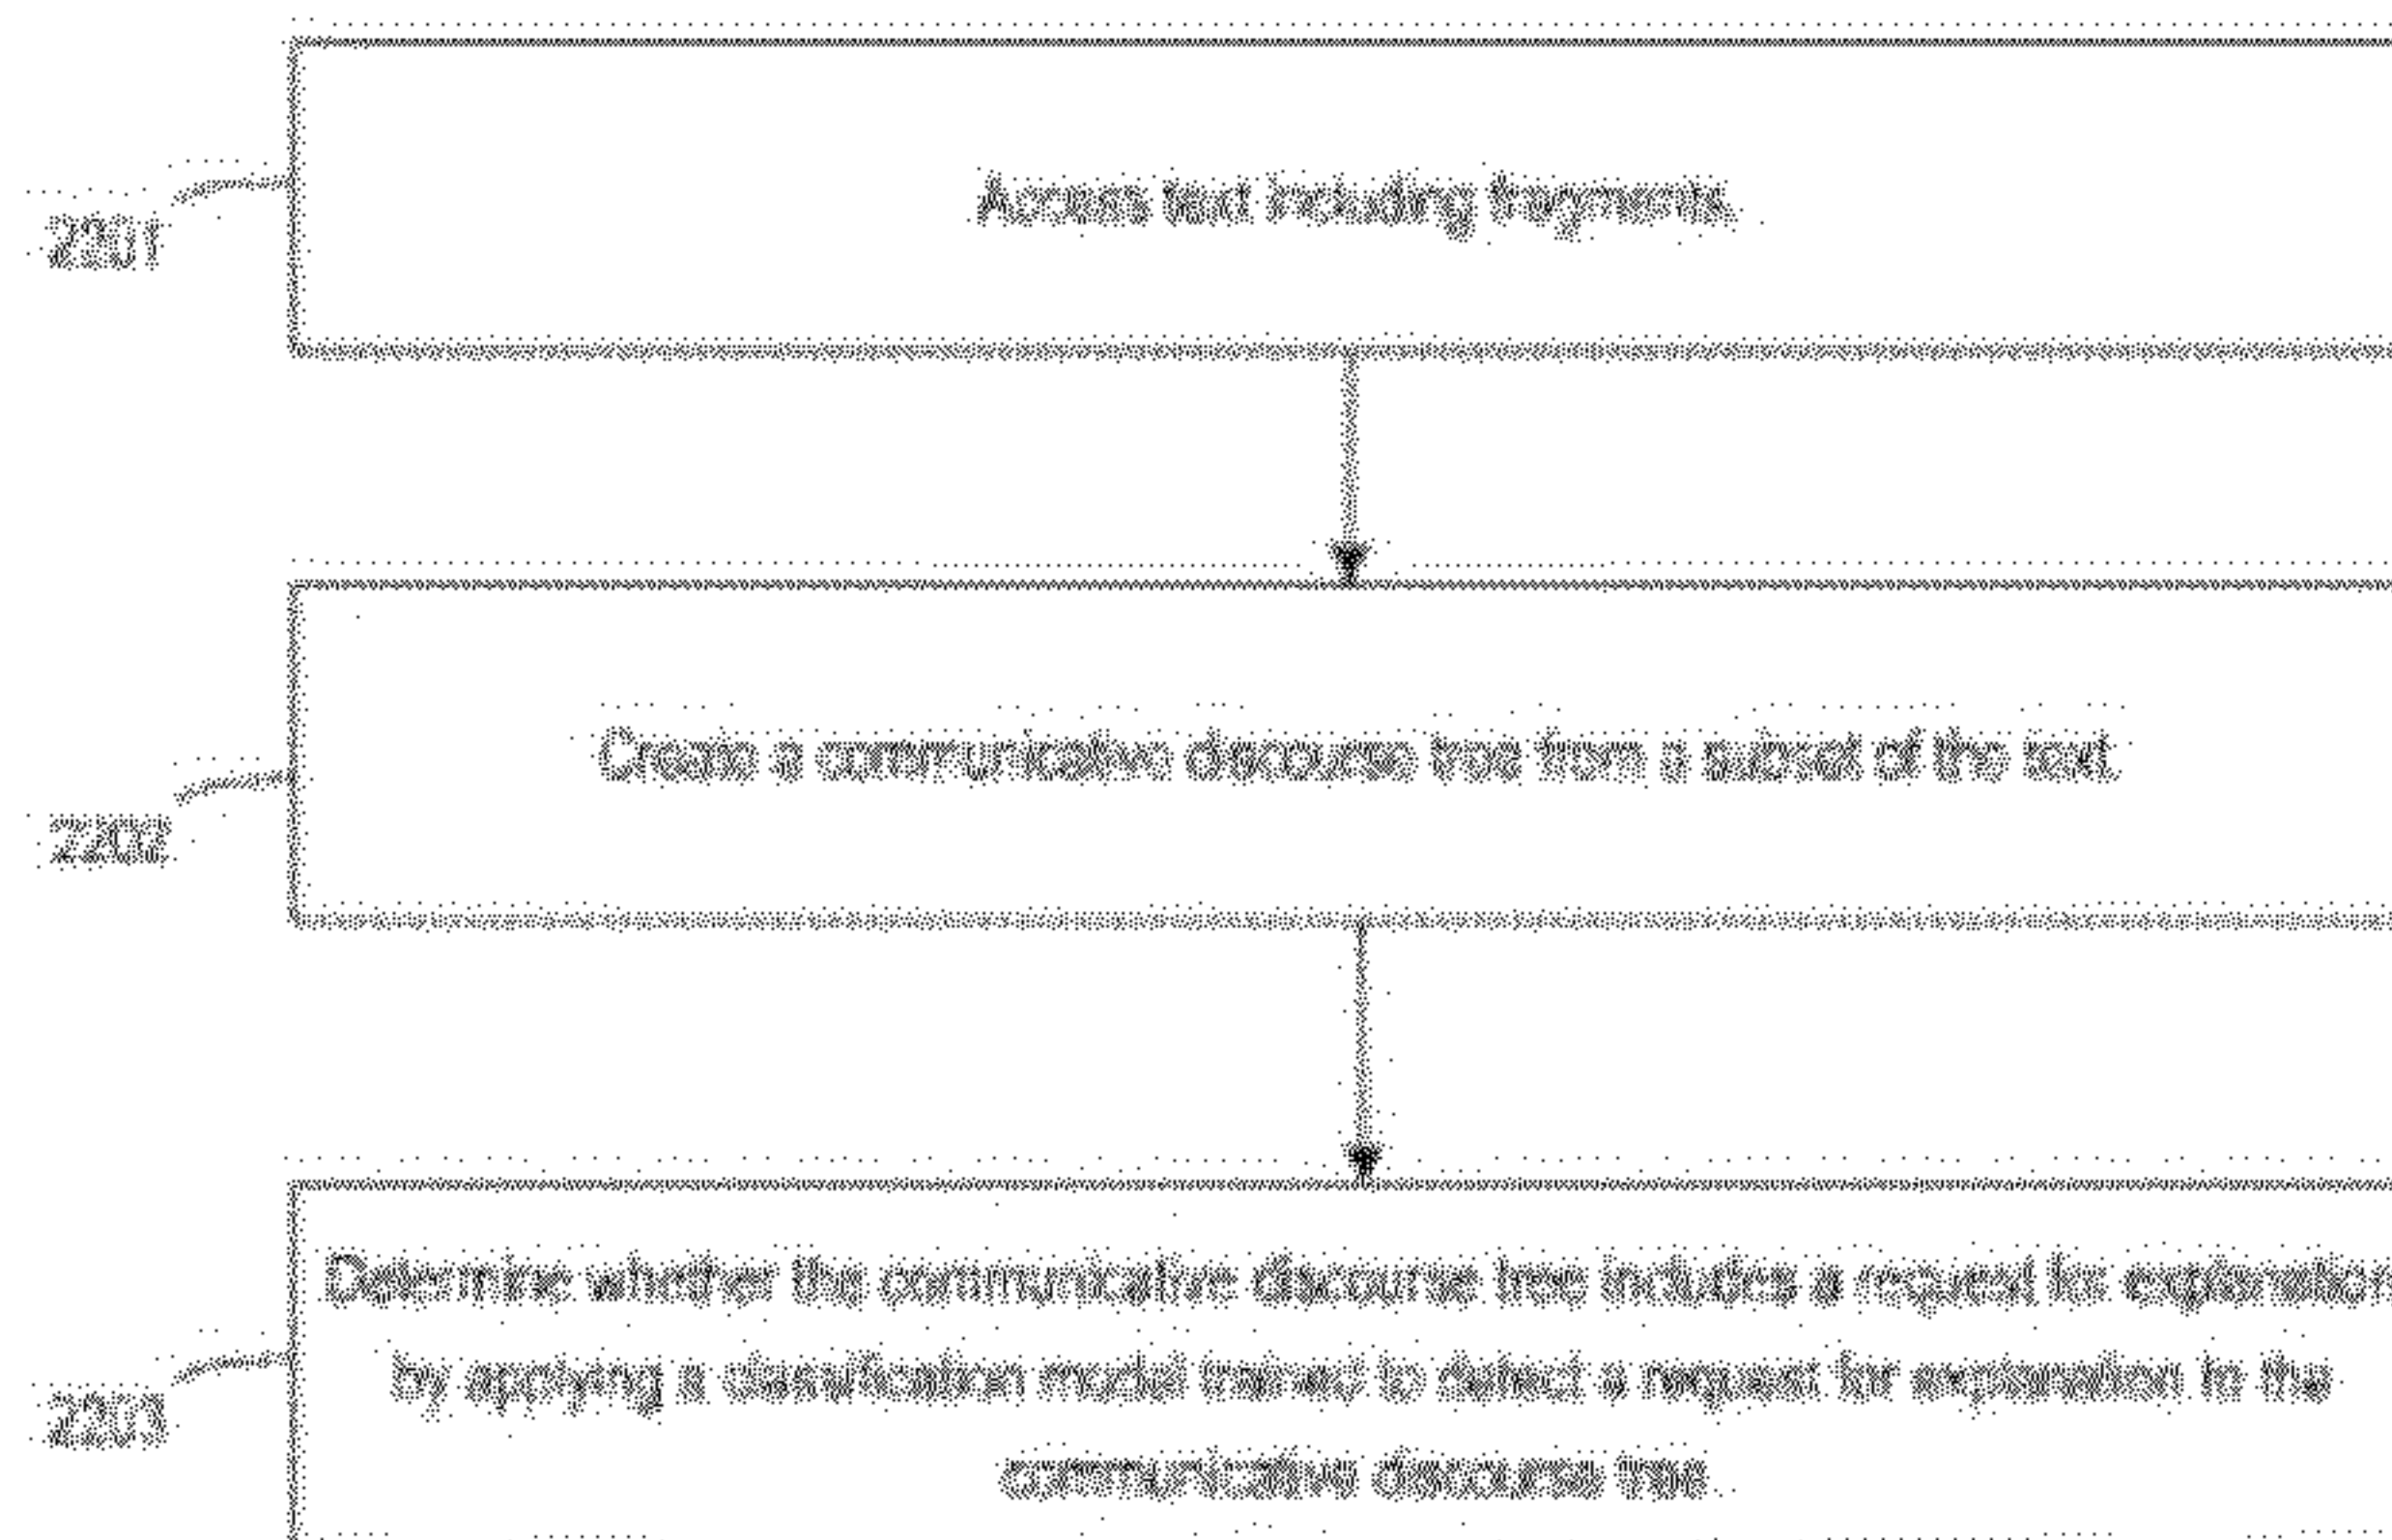 Access text including fragments.
2201
Create a communicative discourse tree from a subset of the text.
2202
Determine whether the communicative discourse tree includes a request for explanation
by applying a classification model trained to detect a request for explanation in the
2203
communicative discourse tree.